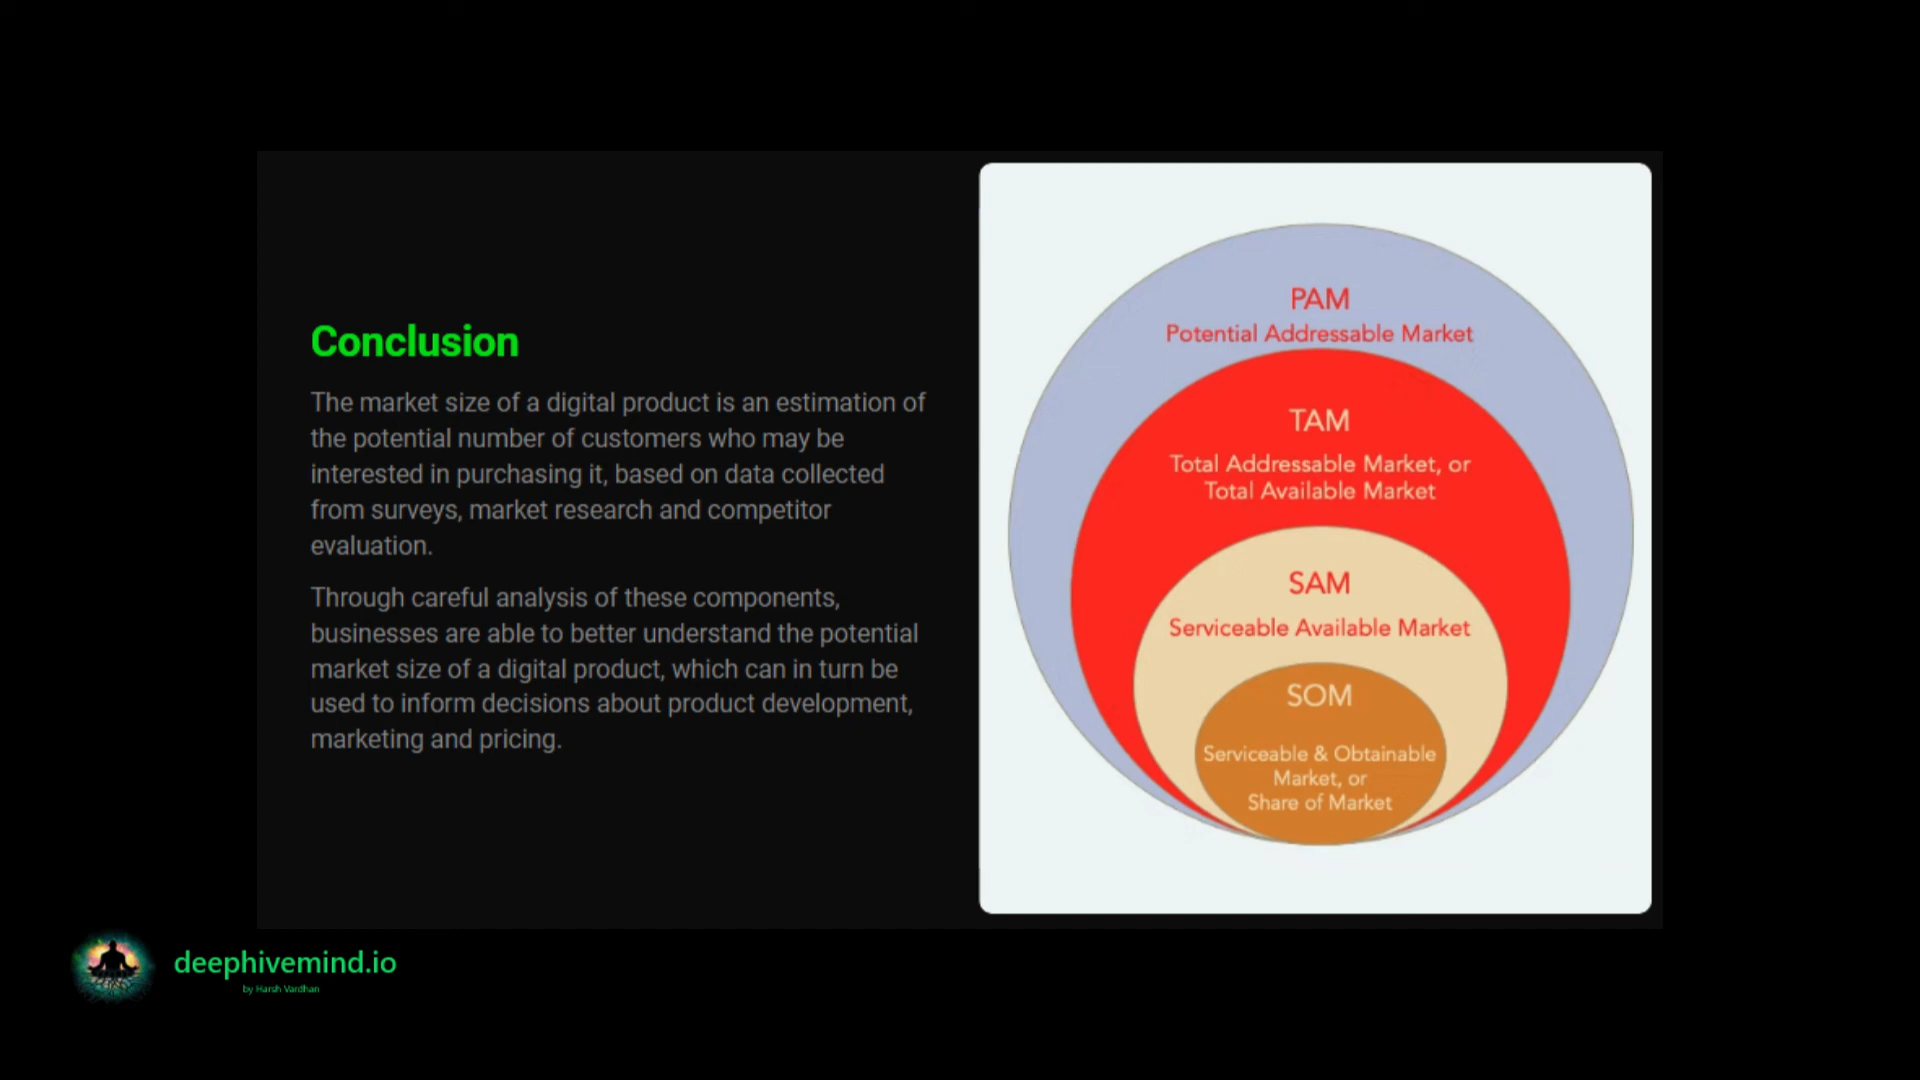 Conclusion
The market size of a digital product is an estimation of
the potential number of customers who may be
interested in purchasing it, based on data collected
from surveys, market research and competitor
evaluation.
Through careful analysis of these components,
businesses are able to better understand the potential
market size of a digital product, which can in turn be
used to inform decisions about product development,
marketing and pricing.
PAM
Potential Addressable Market
TAM
Total Addressable Market, or
Total Available Market
SAM
Serviceable Available Market
SOM
Serviceable & Obtainable
Market, or
Share of Market
deephivemind.io
by Harsh Vardhan